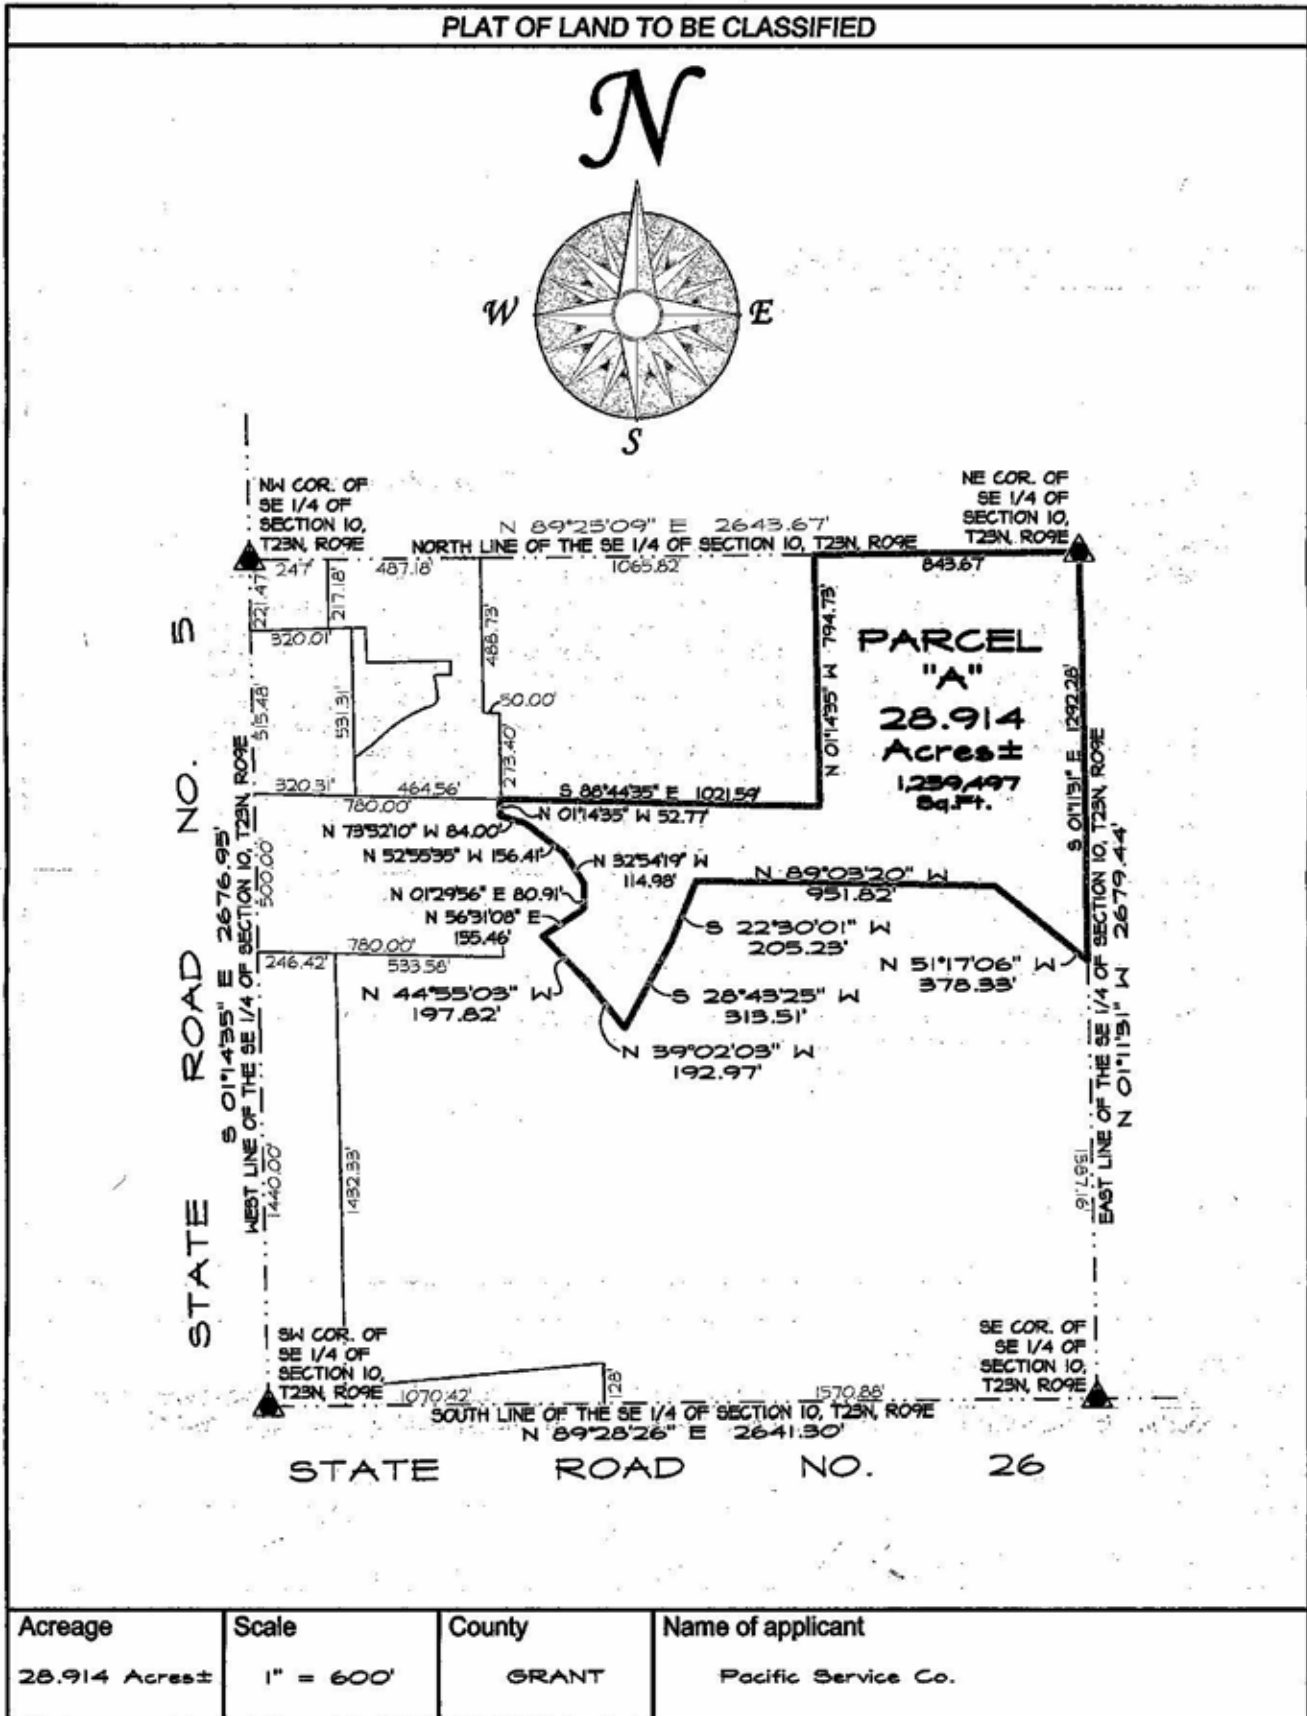 PLAT OF LAND TO BE CLASSIFIED
N
W
E
S
NW COR. OF
SE 1/4 OF
SECTION 10,
T23N, R09E
NE COR. OF
SE 1/4 OF
SECTION 10,
T23N, R09E
N 89°25'09" E 2643.67'
NORTH LINE OF THE SE 1/4 OF SECTION 10, T23N, R09E
247'
487.18'
1065.82'
843.67'
221.47'
217.18'
320.01'
488.73'
50.00'
515.48'
531.31'
273.40'
N 01°14'35" W 794.73'
PARCEL
"A"
28.914
Acres±
1,259,497
Sq.Ft.
S 01°11'31" E 1292.28'
320.31'
464.56'
780.00'
S 88°44'35" E 1021.59'
N 01°14'35" W 52.77'
N 73°52'10" W 84.00'
N 52°55'35" W 156.41'
N 32°54'19" W
114.98'
N 01°29'56" E 80.91'
N 56°31'08" E
155.46'
N 89°03'20" W
951.82'
S 22°30'01" W
205.23'
N 51°17'06" W
378.33'
500.00'
780.00'
246.42'
533.58'
N 44°55'03" W
197.82'
S 28°43'25" W
313.51'
N 39°02'03" W
192.97'
STATE ROAD NO. 5
S 01°14'35" E 2676.95'
WEST LINE OF THE SE 1/4 OF SECTION 10, T23N, R09E
1440.00'
1432.33'
EAST LINE OF THE SE 1/4 OF SECTION 10, T23N, R09E
N 01°11'31" W 2679.44'
1387.16'
SW COR. OF
SE 1/4 OF
SECTION 10,
T23N, R09E
SE COR. OF
SE 1/4 OF
SECTION 10,
T23N, R09E
1070.42'
128'
1570.88'
SOUTH LINE OF THE SE 1/4 OF SECTION 10, T23N, R09E
N 89°28'26" E 2641.30'
STATE ROAD NO. 26
Acreage
Scale
County
Name of applicant
28.914 Acres±
1" = 600'
GRANT
Pacific Service Co.